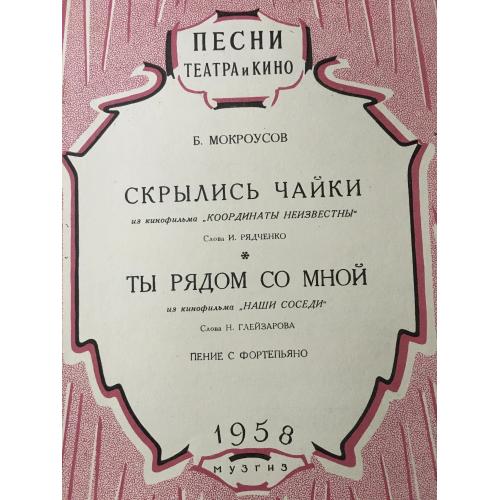 ПЕСНИ
ТЕАТРА и КИНО
Б. МОКРОУСОВ
СКРЫЛИСЬ ЧАЙКИ
из кинофильма „КООРДИНАТЫ НЕИЗВЕСТНЫ“
Слова И. РЯДЧЕНКО
*
ТЫ РЯДОМ СО МНОЙ
из кинофильма „НАШИ СОСЕДИ“
Слова Н. ГЛЕЙЗАРОВА
ПЕНИЕ С ФОРТЕПЬЯНО
1958
МУЗГИЗ